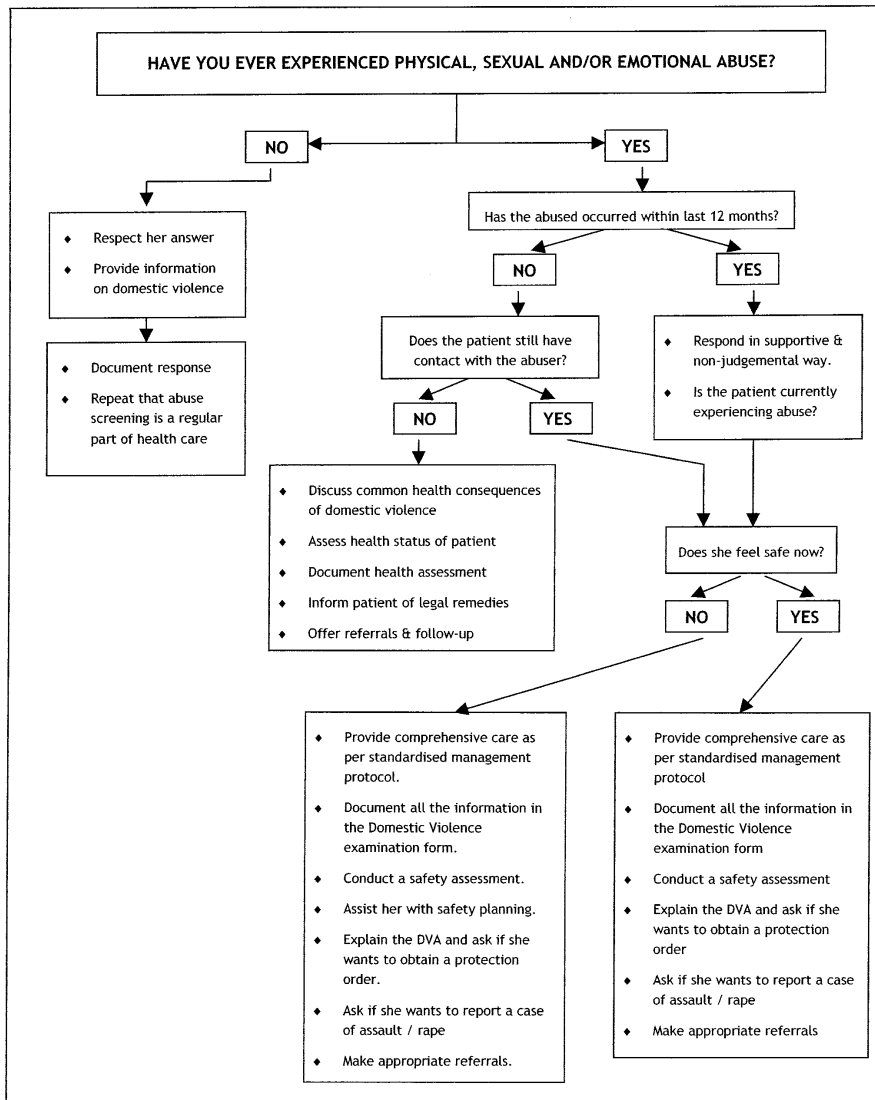 HAVE YOU EVER EXPERIENCED PHYSICAL, SEXUAL AND/OR EMOTIONAL ABUSE?
NO
YES
♦ Respect her answer
♦ Provide information
on domestic violence
♦ Document response
♦ Repeat that abuse
screening is a regular
part of health care
Has the abused occurred within last 12 months?
NO
YES
Does the patient still have
contact with the abuser?
♦ Respond in supportive &
non-judgemental way.
♦ Is the patient currently
experiencing abuse?
NO
YES
♦ Discuss common health consequences
of domestic violence
♦ Assess health status of patient
♦ Document health assessment
♦ Inform patient of legal remedies
♦ Offer referrals & follow-up
Does she feel safe now?
NO
YES
♦ Provide comprehensive care as
per standardised management
protocol.
♦ Document all the information in
the Domestic Violence
examination form.
♦ Conduct a safety assessment.
♦ Assist her with safety planning.
♦ Explain the DVA and ask if she
wants to obtain a protection
order.
♦ Ask if she wants to report a case
of assault / rape
♦ Make appropriate referrals.
♦ Provide comprehensive care as
per standardised management
protocol
♦ Document all the information in
the Domestic Violence
examination form
♦ Conduct a safety assessment
♦ Explain the DVA and ask if she
wants to obtain a protection
order
♦ Ask if she wants to report a case
of assault / rape
♦ Make appropriate referrals